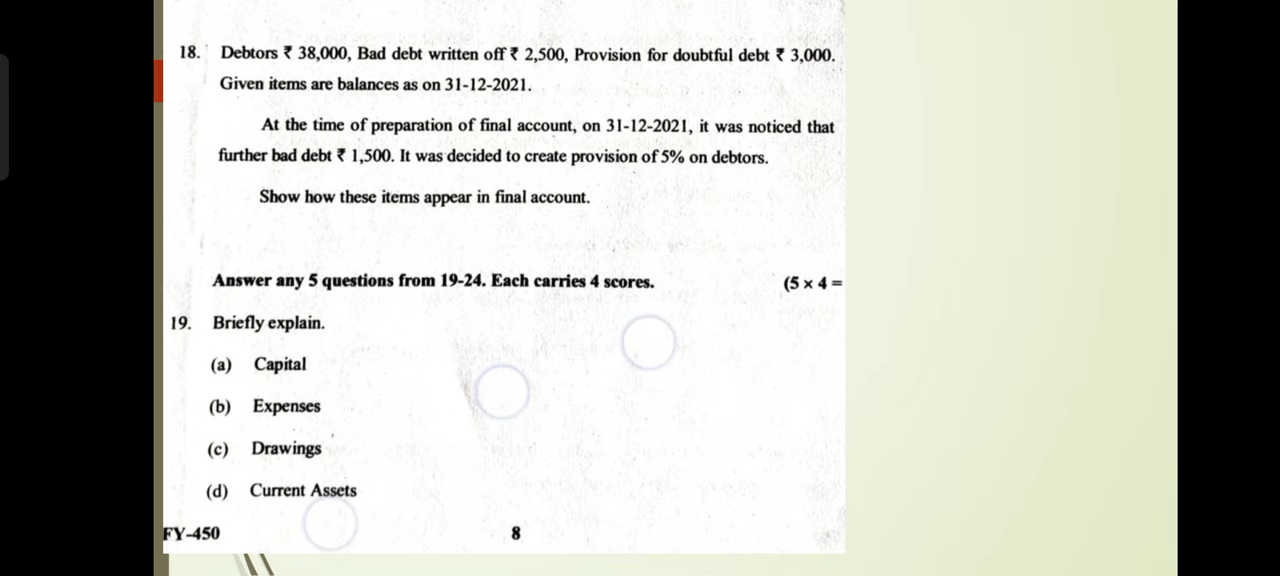 18. Debtors ₹ 38,000, Bad debt written off ₹ 2,500, Provision for doubtful debt ₹ 3,000.
Given items are balances as on 31-12-2021.
At the time of preparation of final account, on 31-12-2021, it was noticed that
further bad debt ₹ 1,500. It was decided to create provision of 5% on debtors.
Show how these items appear in final account.
Answer any 5 questions from 19-24. Each carries 4 scores. (5 × 4 =
19. Briefly explain.
(a) Capital
(b) Expenses
(c) Drawings
(d) Current Assets
FY-450 8